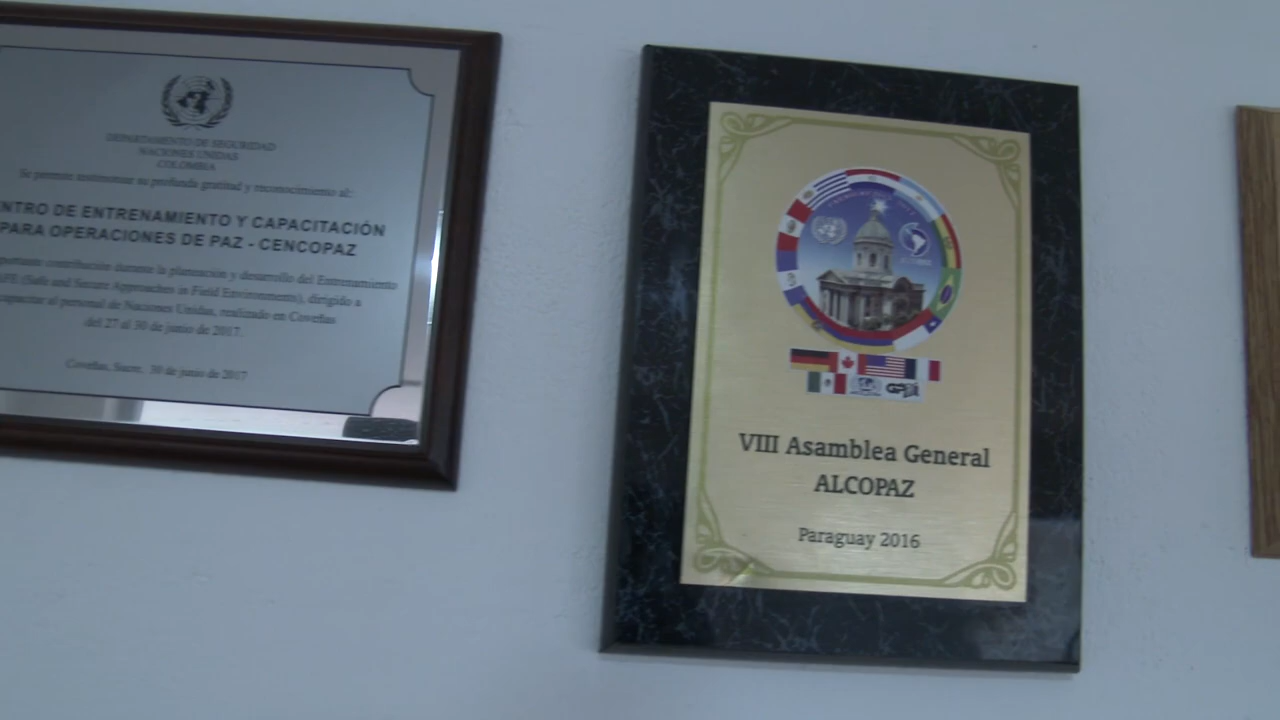 DEPARTAMENTO DE SEGURIDAD
NACIONES UNIDAS
COLOMBIA
Se permite testimoniar su profunda gratitud y reconocimiento al:
NTRO DE ENTRENAMIENTO Y CAPACITACIÓN
PARA OPERACIONES DE PAZ - CENCOPAZ
portante contribución durante la planeación y desarrollo del Entrenamiento
(Safe and Secure Approaches in Field Environments), dirigido a
capacitar al personal de Naciones Unidas, realizado en Coveñas
del 27 al 30 de junio de 2017.
Coveñas, Sucre, 30 de junio de 2017
VIII Asamblea General
ALCOPAZ
Paraguay 2016